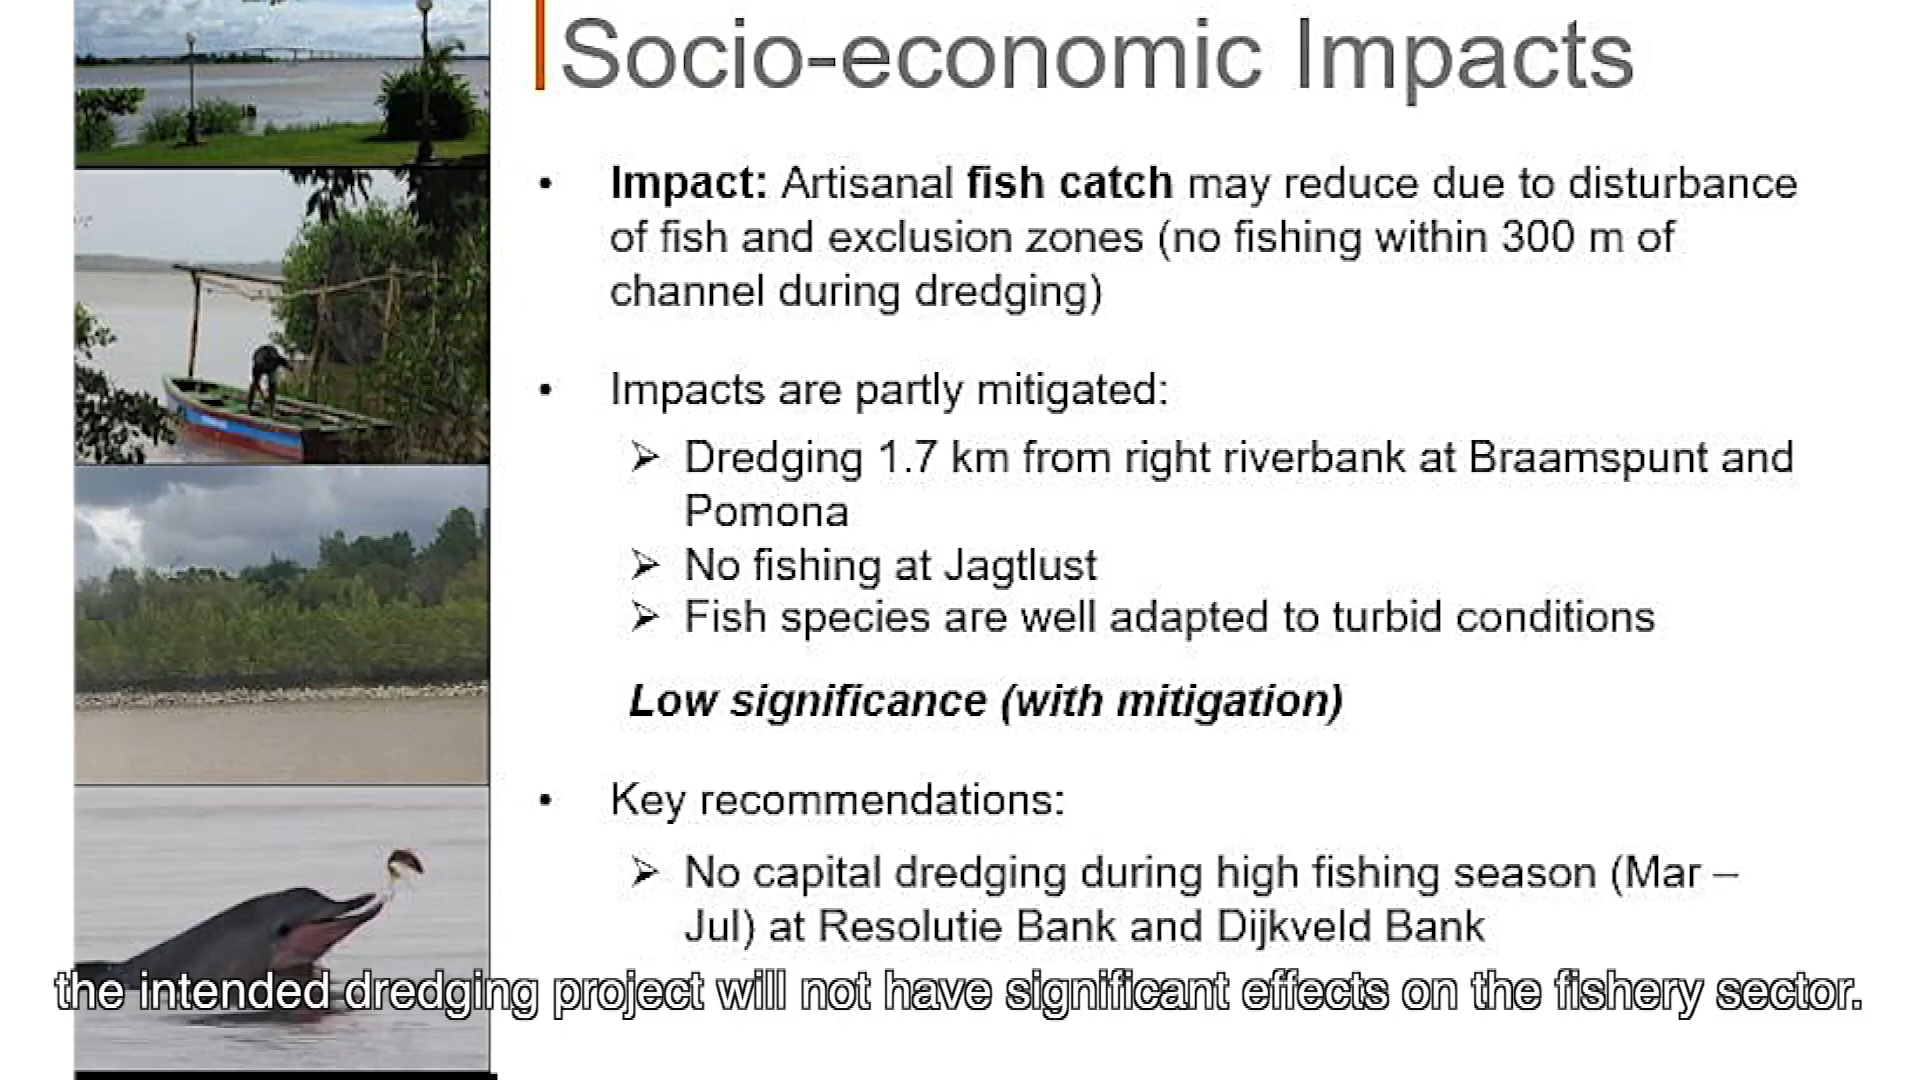 Socio-economic Impacts
• Impact: Artisanal fish catch may reduce due to disturbance
of fish and exclusion zones (no fishing within 300 m of
channel during dredging)
• Impacts are partly mitigated:
➢ Dredging 1.7 km from right riverbank at Braamspunt and
Pomona
➢ No fishing at Jagtlust
➢ Fish species are well adapted to turbid conditions
Low significance (with mitigation)
• Key recommendations:
➢ No capital dredging during high fishing season (Mar –
Jul) at Resolutie Bank and Dijkveld Bank
the intended dredging project will not have significant effects on the fishery sector.